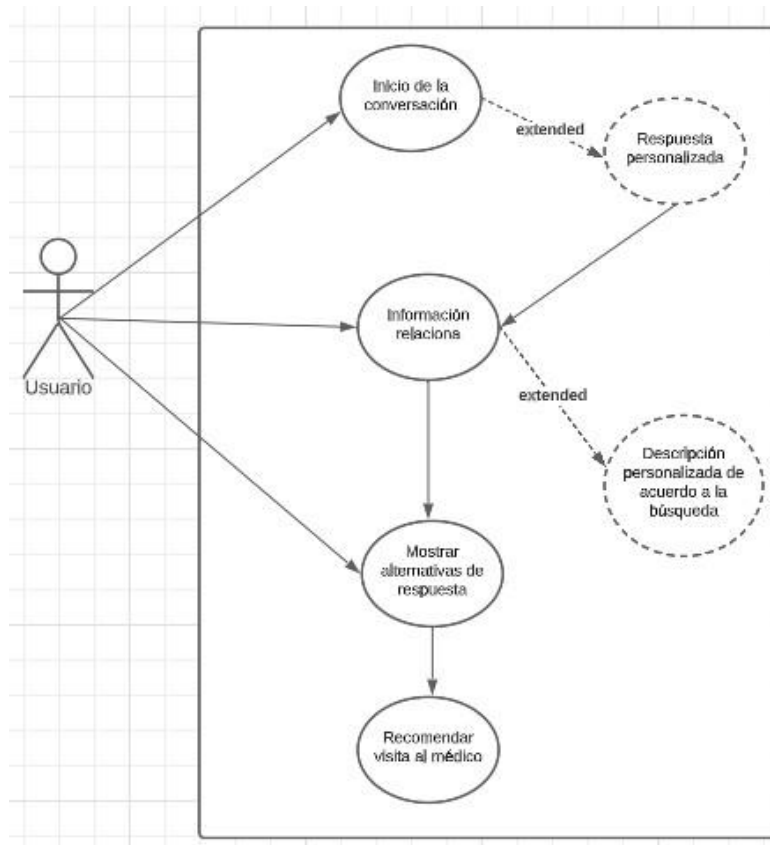 Inicio de la
conversación
extended
Respuesta
personalizada
Información
relaciona
Usuario
extended
Descripción
personalizada de
acuerdo a la
búsqueda
Mostrar
alternativas de
respuesta
Recomendar
visita al médico